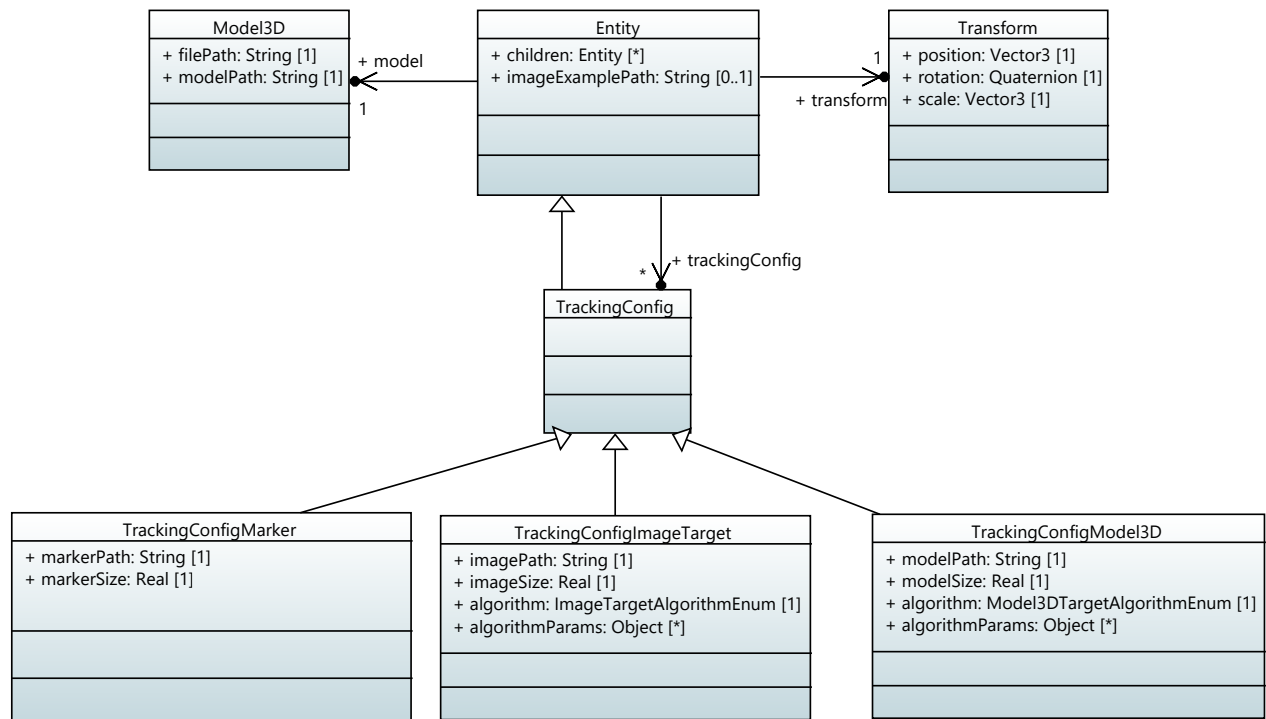 Model3D
+ filePath: String [1]
+ modelPath: String [1]
+ model
1
Entity
+ children: Entity [*]
+ imageExamplePath: String [0..1]
1
+ transform
Transform
+ position: Vector3 [1]
+ rotation: Quaternion [1]
+ scale: Vector3 [1]
+ trackingConfig
*
TrackingConfig
TrackingConfigMarker
+ markerPath: String [1]
+ markerSize: Real [1]
TrackingConfigImageTarget
+ imagePath: String [1]
+ imageSize: Real [1]
+ algorithm: ImageTargetAlgorithmEnum [1]
+ algorithmParams: Object [*]
TrackingConfigModel3D
+ modelPath: String [1]
+ modelSize: Real [1]
+ algorithm: Model3DTargetAlgorithmEnum [1]
+ algorithmParams: Object [*]